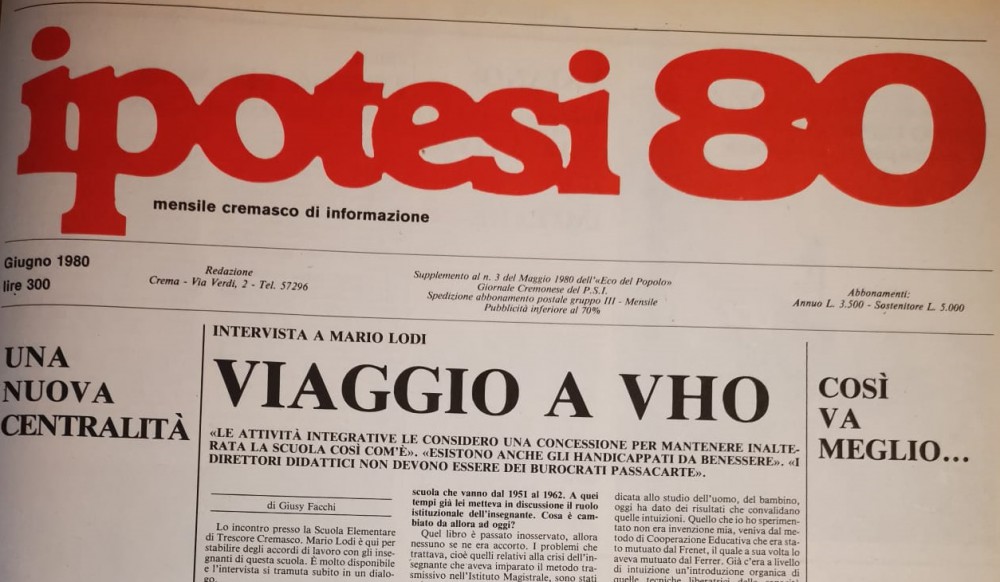 ipotesi 80
mensile cremasco di informazione
Giugno 1980
lire 300
Redazione
Crema - Via Verdi, 2 - Tel. 57296
Supplemento al n. 3 del Maggio 1980 dell'«Eco del Popolo»
Giornale Cremonese del P.S.I.
Spedizione abbonamento postale gruppo III - Mensile
Pubblicità inferiore al 70%
Abbonamenti:
Annuo L. 3.500 - Sostenitore L. 5.000
UNA
NUOVA
CENTRALITÀ
INTERVISTA A MARIO LODI
VIAGGIO A VHO
«LE ATTIVITÀ INTEGRATIVE LE CONSIDERO UNA CONCESSIONE PER MANTENERE INALTE-
RATA LA SCUOLA COSÌ COM'È». «ESISTONO ANCHE GLI HANDICAPPATI DA BENESSERE». «I
DIRETTORI DIDATTICI NON DEVONO ESSERE DEI BUROCRATI PASSACARTE».
di Giusy Facchi
Lo incontro presso la Scuola Elementare
di Trescore Cremasco. Mario Lodi è qui per
stabilire degli accordi di lavoro con gli inse-
gnanti di questa scuola. È molto disponibile
e l'intervista si tramuta subito in un dialo-
go.
scuola che vanno dal 1951 al 1962. A quei
tempi già lei metteva in discussione il ruolo
istituzionale dell'insegnante. Cosa è cam-
biato da allora ad oggi?
Quel libro è passato inosservato, allora
nessuno se ne era accorto. I problemi che
trattava, cioè quelli relativi alla crisi dell'in-
segnante che aveva imparato il metodo tra-
smissivo nell'Istituto Magistrale, sono stati
dicata allo studio dell'uomo, del bambino,
oggi ha dato dei risultati che convalidano
quelle intuizioni. Quello che io ho sperimen-
tato non era invenzione mia, veniva dal me-
todo di Cooperazione Educativa che era sta-
to mutuato dal Frenet, il quale a sua volta lo
aveva mutuato dal Ferrer. Già c'era a livello
di intuizione un'introduzione organica di
quelle tecniche liberatrici
COSÌ
VA
MEGLIO...